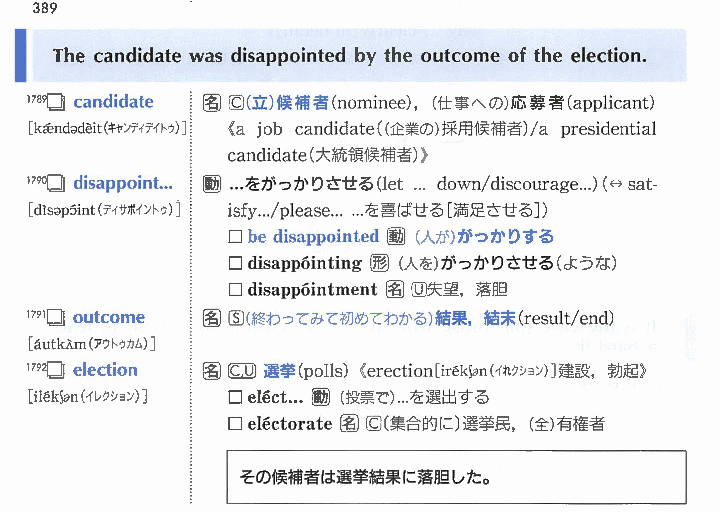 389
The candidate was disappointed by the outcome of the election.
1789 □ candidate
[kǽndədèit(キャンディデイトゥ)]
名 C(立)候補者(nominee), (仕事への)応募者(applicant)
《a job candidate((企業の)採用候補者)/a presidential
candidate(大統領候補者)》
1790 □ disappoint...
[dìsəpɔ́int(ディサポイントゥ)]
動 ...をがっかりさせる(let ... down/discourage...)(↔ sat-
isfy.../please... ...を喜ばせる[満足させる])
□ be disappointed 動 (人が)がっかりする
□ disappóinting 形 (人を)がっかりさせる(ような)
□ disappóintment 名 U失望, 落胆
1791 □ outcome
[áutkʌ̀m(アウトゥカム)]
名 S(終わってみて初めてわかる)結果, 結末(result/end)
1792 □ election
[ilékʃən(イレクション)]
名 C,U 選挙(polls) 《erection[irékʃən(イれクション)]建設, 勃起》
□ eléct... 動 (投票で)...を選出する
□ eléctorate 名 C(集合的に)選挙民, (全)有権者
その候補者は選挙結果に落胆した。